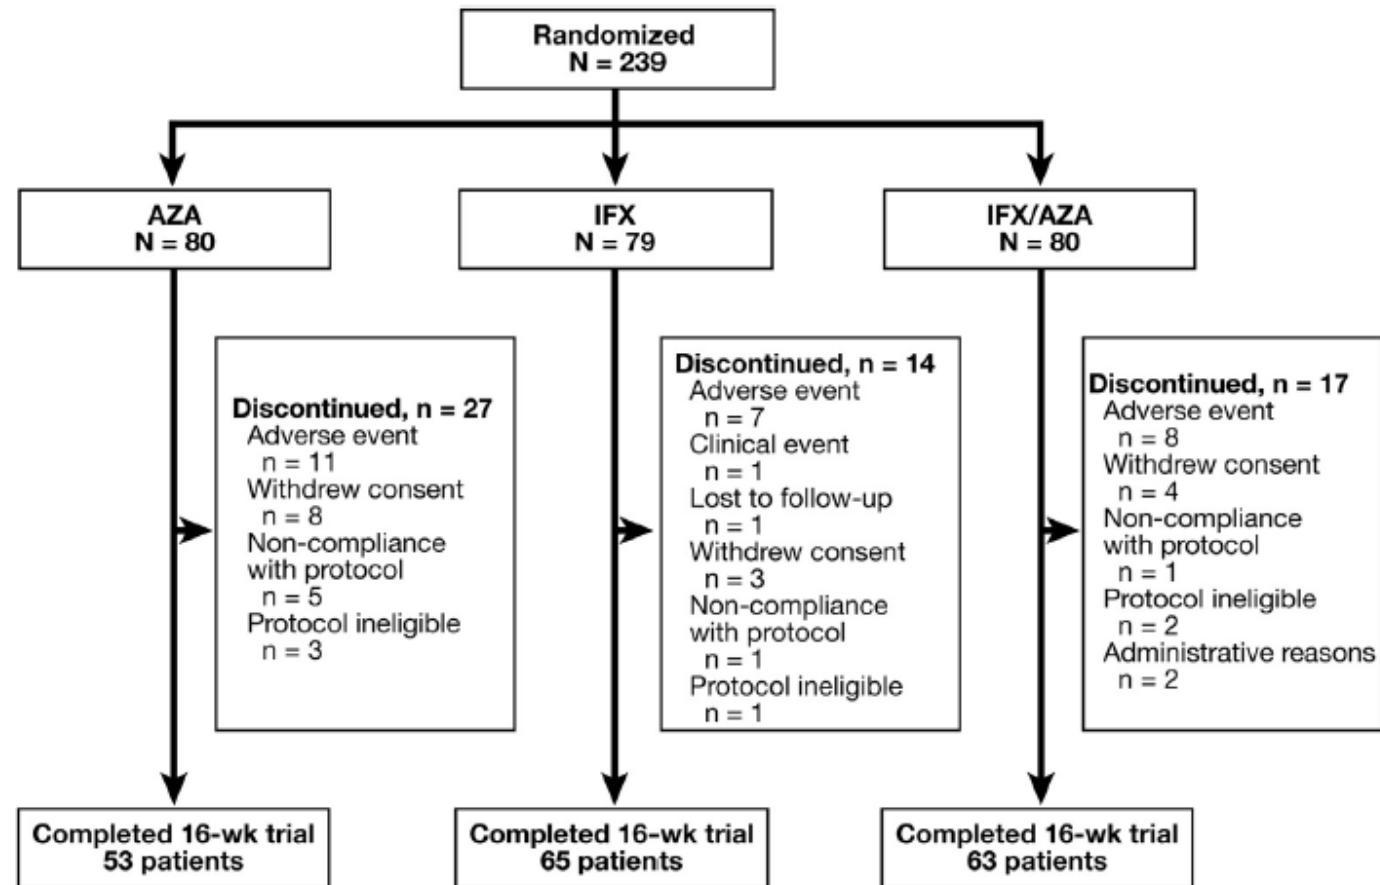 Randomized
N = 239
AZA
N = 80
IFX
N = 79
IFX/AZA
N = 80
Discontinued, n = 27
Adverse event
n = 11
Withdrew consent
n = 8
Non-compliance
with protocol
n = 5
Protocol ineligible
n = 3
Discontinued, n = 14
Adverse event
n = 7
Clinical event
n = 1
Lost to follow-up
n = 1
Withdrew consent
n = 3
Non-compliance
with protocol
n = 1
Protocol ineligible
n = 1
Discontinued, n = 17
Adverse event
n = 8
Withdrew consent
n = 4
Non-compliance
with protocol
n = 1
Protocol ineligible
n = 2
Administrative reasons
n = 2
Completed 16-wk trial
53 patients
Completed 16-wk trial
65 patients
Completed 16-wk trial
63 patients